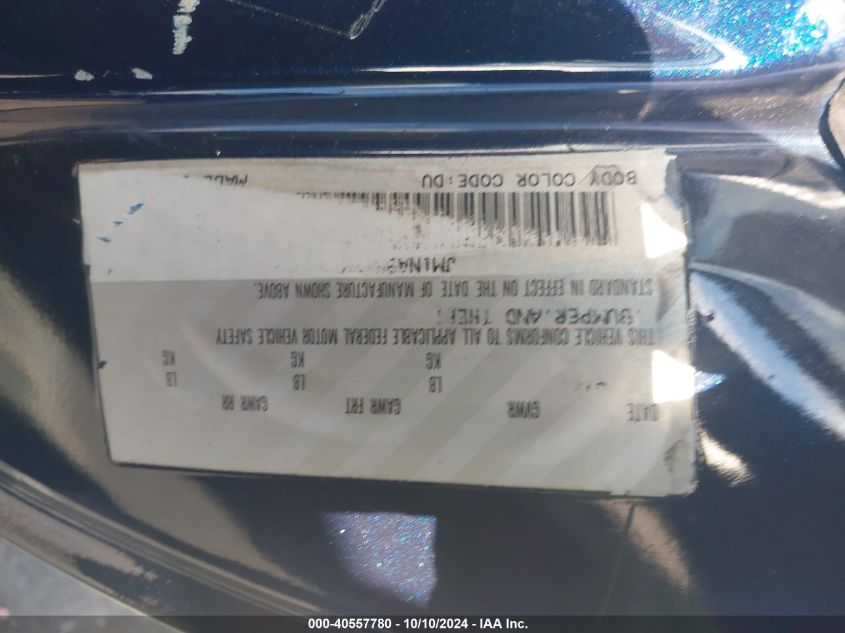 DATE GVWR GAWR FRT GAWR RR
LB LB LB
KG KG KG
THIS VEHICLE CONFORMS TO ALL APPLICABLE FEDERAL MOTOR VEHICLE SAFETY
BUMPER AND
STANDARD IN EFFECT ON THE DATE OF MANUFACTURE SHOWN ABOVE.
JM1NA3
BODY COLOR CODE:DU
000-40557780 - 10/10/2024 - IAA Inc.